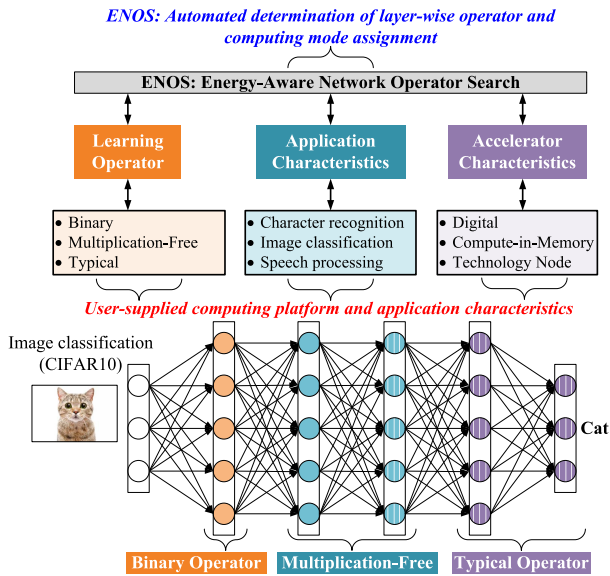 ENOS: Automated determination of layer-wise operator and
computing mode assignment
ENOS: Energy-Aware Network Operator Search
Learning
Operator
Application
Characteristics
Accelerator
Characteristics
• Binary
• Multiplication-Free
• Typical
• Character recognition
• Image classification
• Speech processing
• Digital
• Compute-in-Memory
• Technology Node
User-supplied computing platform and application characteristics
Image classification
(CIFAR10)
Cat
Binary Operator
Multiplication-Free
Typical Operator